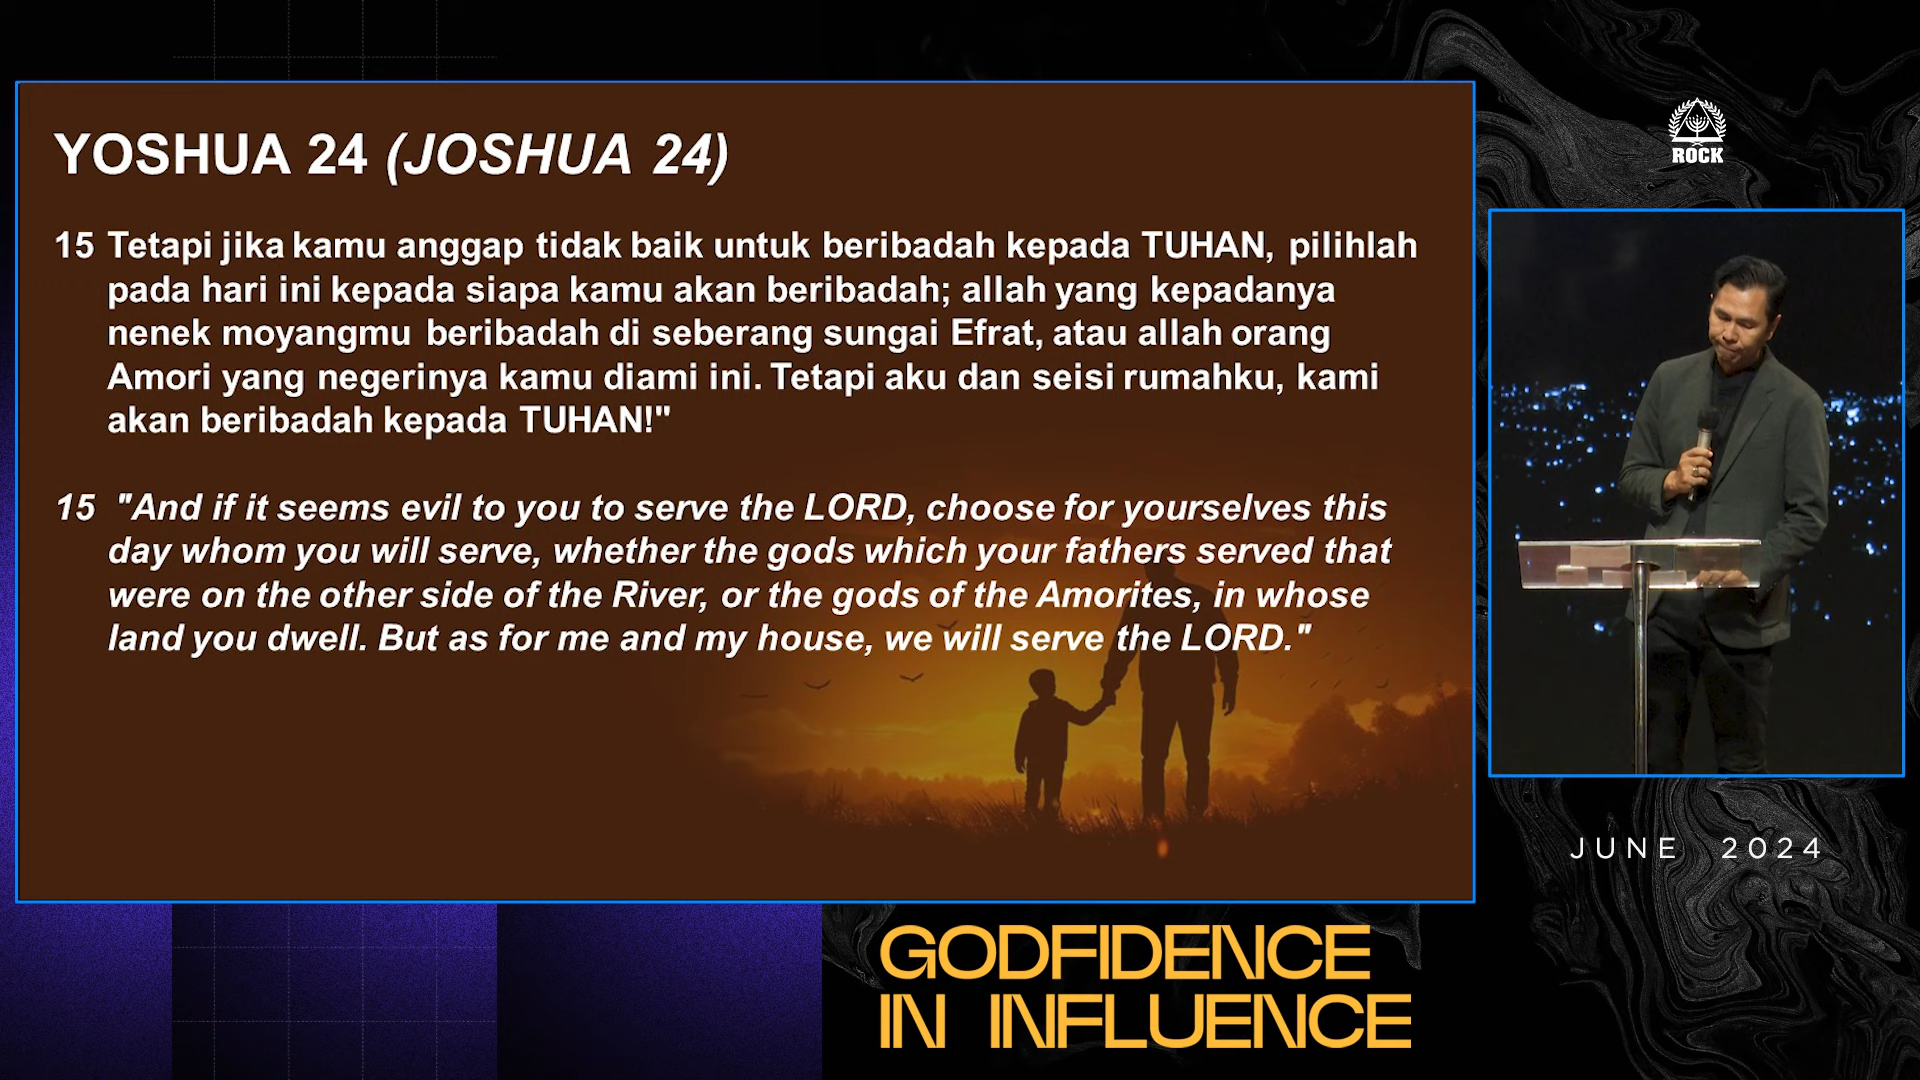 YOSHUA 24 (JOSHUA 24)
15 Tetapi jika kamu anggap tidak baik untuk beribadah kepada TUHAN, pilihlah
pada hari ini kepada siapa kamu akan beribadah; allah yang kepadanya
nenek moyangmu beribadah di seberang sungai Efrat, atau allah orang
Amori yang negerinya kamu diami ini. Tetapi aku dan seisi rumahku, kami
akan beribadah kepada TUHAN!"
15 "And if it seems evil to you to serve the LORD, choose for yourselves this
day whom you will serve, whether the gods which your fathers served that
were on the other side of the River, or the gods of the Amorites, in whose
land you dwell. But as for me and my house, we will serve the LORD."
ROCK
JUNE 2024
GODFIDENCE
IN INFLUENCE